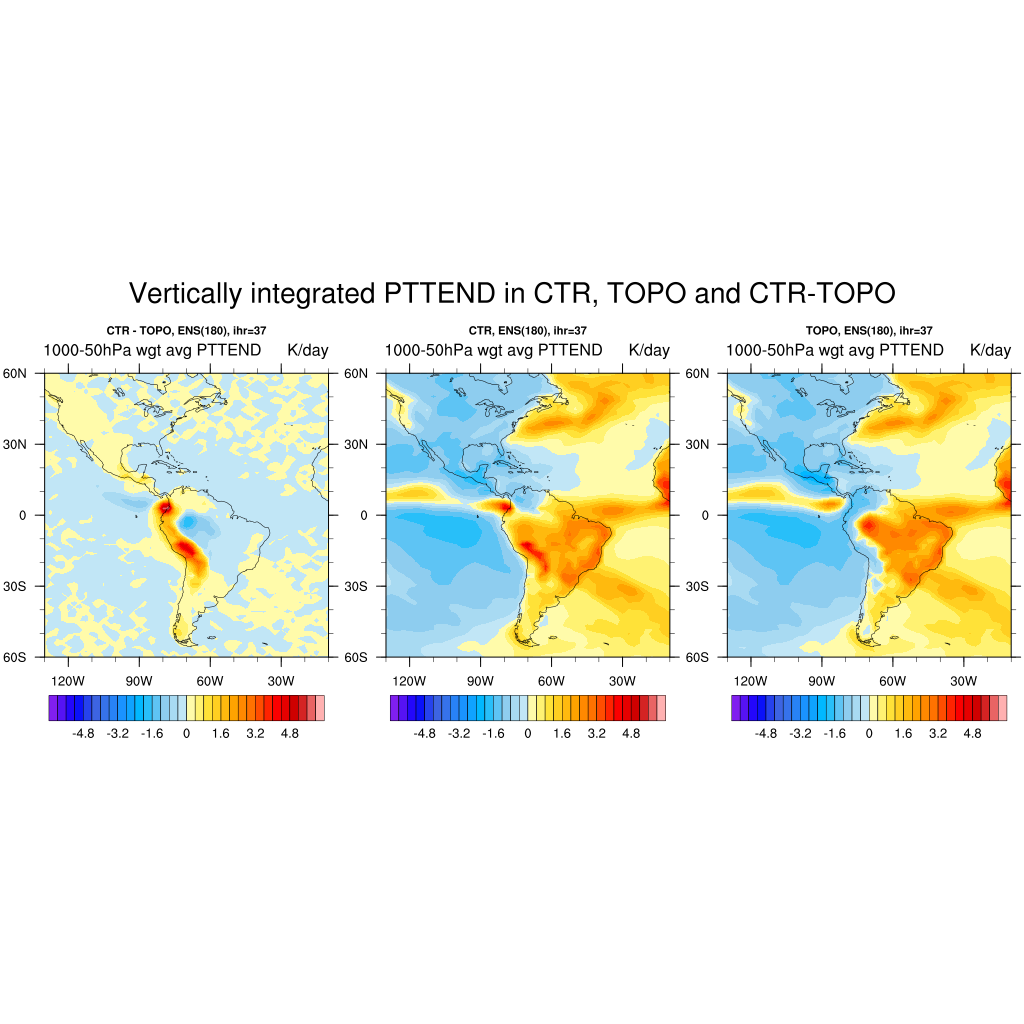 Vertically integrated PTTEND in CTR, TOPO and CTR-TOPO
CTR - TOPO, ENS(180), ihr=37
1000-50hPa wgt avg PTTEND K/day
60N
30N
0
30S
60S
120W 90W 60W 30W
-4.8 -3.2 -1.6 0 1.6 3.2 4.8
CTR, ENS(180), ihr=37
1000-50hPa wgt avg PTTEND K/day
60N
30N
0
30S
60S
120W 90W 60W 30W
-4.8 -3.2 -1.6 0 1.6 3.2 4.8
TOPO, ENS(180), ihr=37
1000-50hPa wgt avg PTTEND K/day
60N
30N
0
30S
60S
120W 90W 60W 30W
-4.8 -3.2 -1.6 0 1.6 3.2 4.8